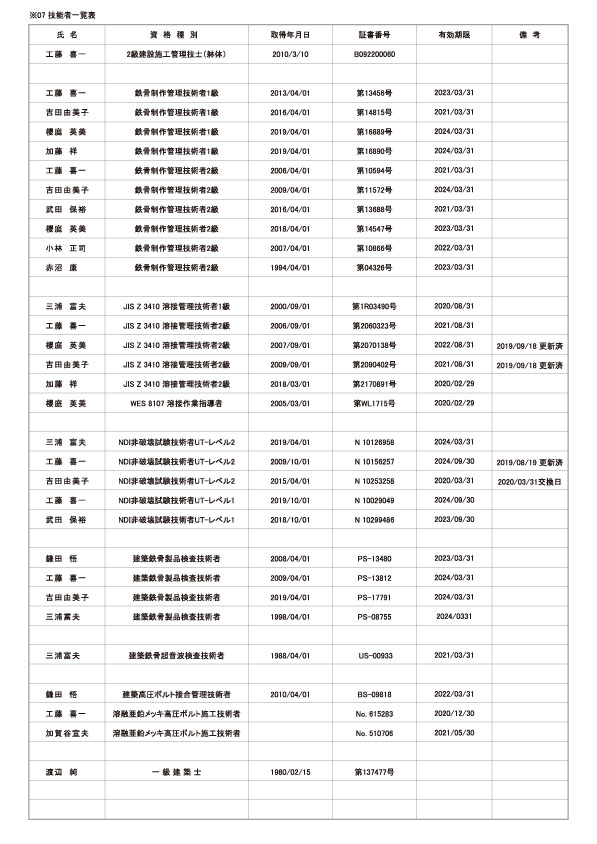 ※07 技能者一覧表
氏 名 資 格 種 別 取得年月日 証書番号 有効期限 備 考
工藤 喜一 2級建設施工管理技士(躯体) 2010/3/10 B092200060
工藤 喜一 鉄骨制作管理技術者1級 2013/04/01 第13456号 2023/03/31
吉田由美子 鉄骨制作管理技術者1級 2016/04/01 第14815号 2021/03/31
櫻庭 英美 鉄骨制作管理技術者1級 2019/04/01 第16889号 2024/03/31
加藤 祥 鉄骨制作管理技術者1級 2019/04/01 第16890号 2024/03/31
工藤 喜一 鉄骨制作管理技術者2級 2006/04/01 第10594号 2021/03/31
吉田由美子 鉄骨制作管理技術者2級 2009/04/01 第11572号 2024/03/31
武田 保裕 鉄骨制作管理技術者2級 2016/04/01 第13688号 2021/03/31
櫻庭 英美 鉄骨制作管理技術者2級 2018/04/01 第14547号 2023/03/31
小林 正司 鉄骨制作管理技術者2級 2007/04/01 第10866号 2022/03/31
赤沼 康 鉄骨制作管理技術者2級 1994/04/01 第04326号 2023/03/31
三浦 富夫 JIS Z 3410 溶接管理技術者1級 2000/09/01 第1R03490号 2020/08/31
工藤 喜一 JIS Z 3410 溶接管理技術者2級 2006/09/01 第2060323号 2021/08/31
櫻庭 英美 JIS Z 3410 溶接管理技術者2級 2007/09/01 第2070138号 2022/08/31 2019/09/18 更新済
吉田由美子 JIS Z 3410 溶接管理技術者2級 2009/09/01 第2090402号 2021/08/31 2019/09/18 更新済
加藤 祥 JIS Z 3410 溶接管理技術者2級 2018/03/01 第2170891号 2020/02/29
櫻庭 英美 WES 8107 溶接作業指導者 2005/03/01 第WL1715号 2020/02/29
三浦 富夫 NDI非破壊試験技術者UT-レベル2 2019/04/01 N 10126958 2024/03/31
工藤 喜一 NDI非破壊試験技術者UT-レベル2 2009/10/01 N 10156257 2024/09/30 2019/08/19 更新済
吉田由美子 NDI非破壊試験技術者UT-レベル2 2015/04/01 N 10253258 2020/03/31 2020/03/31交換日
工藤 喜一 NDI非破壊試験技術者UT-レベル1 2019/10/01 N 10029049 2024/09/30
武田 保裕 NDI非破壊試験技術者UT-レベル1 2018/10/01 N 10299486 2023/09/30
鎌田 悟 建築鉄骨製品検査技術者 2008/04/01 PS-13480 2023/03/31
工藤 喜一 建築鉄骨製品検査技術者 2009/04/01 PS-13812 2024/03/31
吉田由美子 建築鉄骨製品検査技術者 2019/04/01 PS-17791 2024/03/31
三浦富夫 建築鉄骨製品検査技術者 1998/04/01 PS-08755 2024/0331
三浦富夫 建築鉄骨超音波検査技術者 1988/04/01 US-00933 2021/03/31
鎌田 悟 建築高圧ボルト接合管理技術者 2010/04/01 BS-09818 2022/03/31
工藤 喜一 溶融亜鉛メッキ高圧ボルト施工技術者 No. 615283 2020/12/30
加賀谷宜夫 溶融亜鉛メッキ高圧ボルト施工技術者 No. 510706 2021/05/30
渡辺 純 一 級 建 築 士 1980/02/15 第137477号